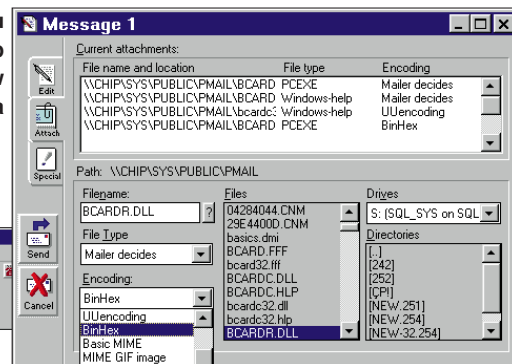 Message 1
Current attachments:
File name and location File type Encoding
\\CHIP\SYS\PUBLIC\PMAIL\BCARD PCEXE Mailer decides
\\CHIP\SYS\PUBLIC\PMAIL\BCARD Windows-help Mailer decides
\\CHIP\SYS\PUBLIC\PMAIL\bcardc3 Windows-help UUencoding
\\CHIP\SYS\PUBLIC\PMAIL\BCARD PCEXE BinHex
Edit
Attach
Special
Send
Cancel
Path: \\CHIP\SYS\PUBLIC\PMAIL
Filename:
BCARDR.DLL ?
File Type
Mailer decides
Encoding:
BinHex
UUencoding
BinHex
Basic MIME
MIME GIF image
Files
04284044.CNM
29E4400D.CNM
basics.dmi
BCARD.FFF
bcard32.fff
BCARDC.DLL
BCARDC.HLP
bcardc32.dll
bcardc32.hlp
BCARDR.DLL
Drives
S: (SQL_SYS on SQL
Directories
[..]
[242]
[252]
[ÇP!]
[NEW.251]
[NEW.254]
[NEW-32.254]